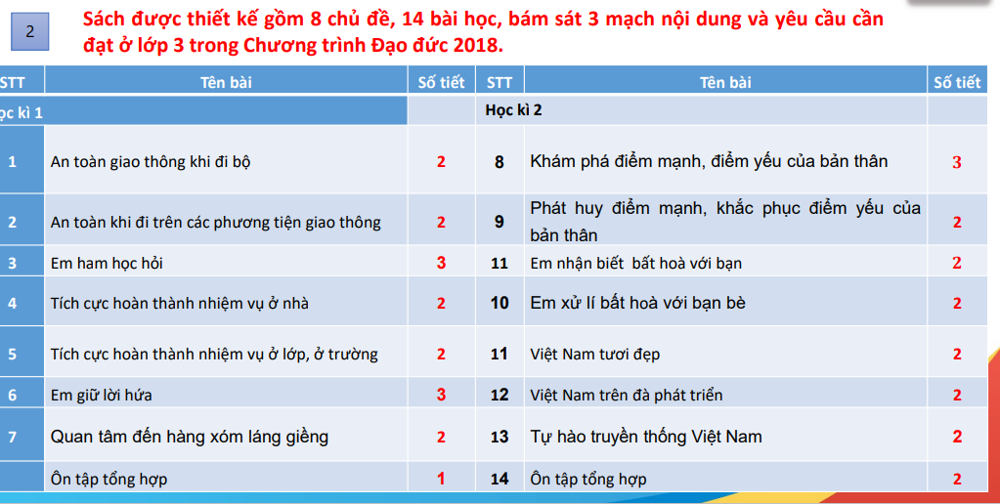 2
Sách được thiết kế gồm 8 chủ đề, 14 bài học, bám sát 3 mạch nội dung và yêu cầu cần
đạt ở lớp 3 trong Chương trình Đạo đức 2018.
STT Tên bài Số tiết STT Tên bài Số tiết
ọc kì 1 Học kì 2
1 An toàn giao thông khi đi bộ 2 8 Khám phá điểm mạnh, điểm yếu của bản thân 3
2 An toàn khi đi trên các phương tiện giao thông 2 9 Phát huy điểm mạnh, khắc phục điểm yếu của
bản thân 2
3 Em ham học hỏi 3 11 Em nhận biết bất hoà với bạn 2
4 Tích cực hoàn thành nhiệm vụ ở nhà 2 10 Em xử lí bất hoà với bạn bè 2
5 Tích cực hoàn thành nhiệm vụ ở lớp, ở trường 2 11 Việt Nam tươi đẹp 2
6 Em giữ lời hứa 3 12 Việt Nam trên đà phát triển 2
7 Quan tâm đến hàng xóm láng giềng 2 13 Tự hào truyền thống Việt Nam 2
Ôn tập tổng hợp 1 14 Ôn tập tổng hợp 2